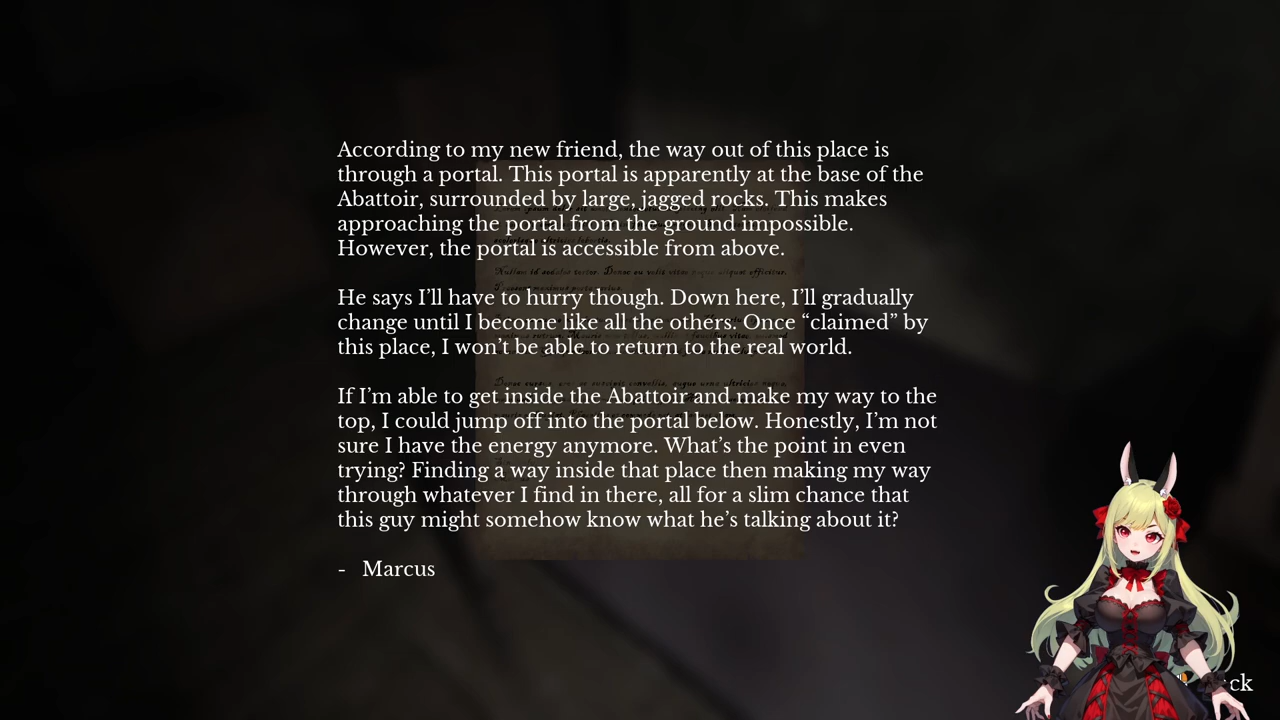 According to my new friend, the way out of this place is
through a portal. This portal is apparently at the base of the
Abattoir, surrounded by large, jagged rocks. This makes
approaching the portal from the ground impossible.
However, the portal is accessible from above.
He says I’ll have to hurry though. Down here, I’ll gradually
change until I become like all the others. Once “claimed” by
this place, I won’t be able to return to the real world.
If I’m able to get inside the Abattoir and make my way to the
top, I could jump off into the portal below. Honestly, I’m not
sure I have the energy anymore. What’s the point in even
trying? Finding a way inside that place then making my way
through whatever I find in there, all for a slim chance that
this guy might somehow know what he’s talking about it?
- Marcus